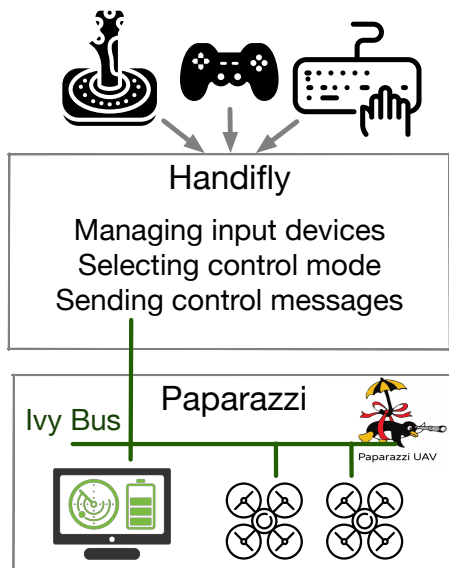 Handifly
Managing input devices
Selecting control mode
Sending control messages
Paparazzi
Ivy Bus
Paparazzi UAV